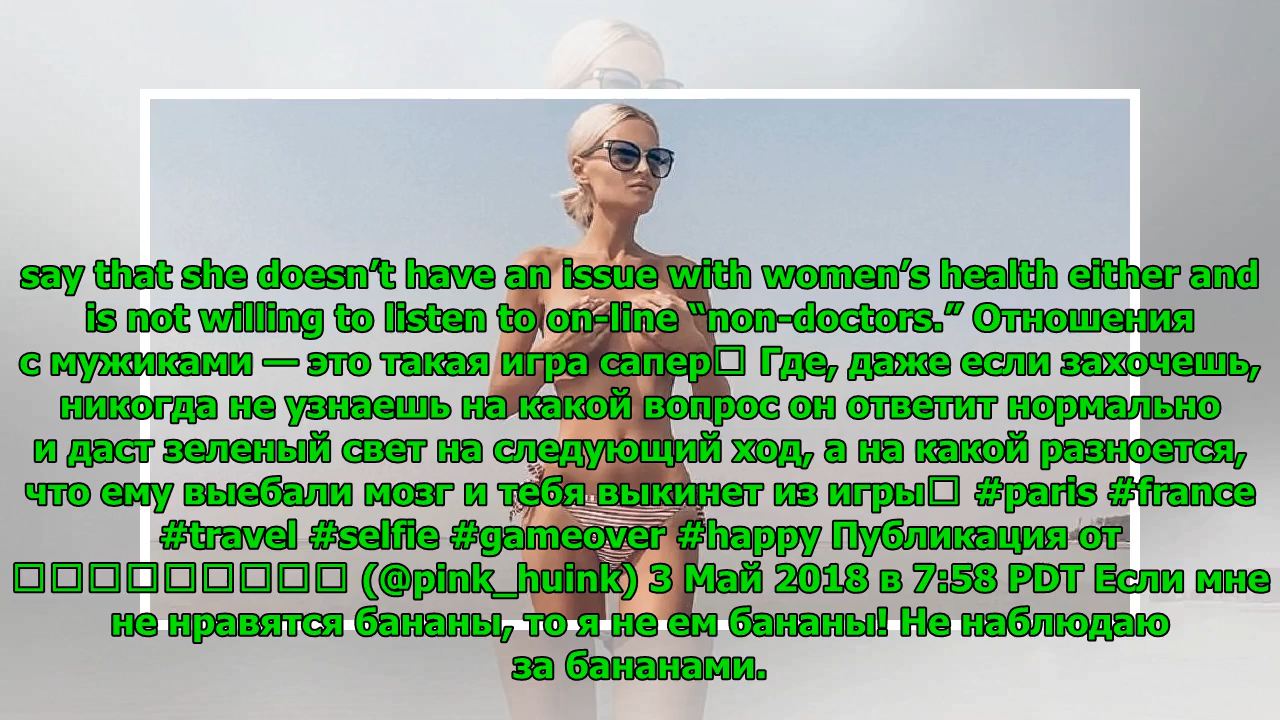 say that she doesn’t have an issue with women’s health either and
is not willing to listen to on-line “non-doctors.” Отношения
с мужиками — это такая игра сапер□ Где, даже если захочешь,
никогда не узнаешь на какой вопрос он ответит нормально
и даст зеленый свет на следующий ход, а на какой разноется,
что ему выебали мозг и тебя выкинет из игры□ #paris #france
#travel #selfie #gameover #happy Публикация от
□□□□□□□□□ (@pink_huink) 3 Май 2018 в 7:58 PDT Если мне
не нравятся бананы, то я не ем бананы! Не наблюдаю
за бананами.